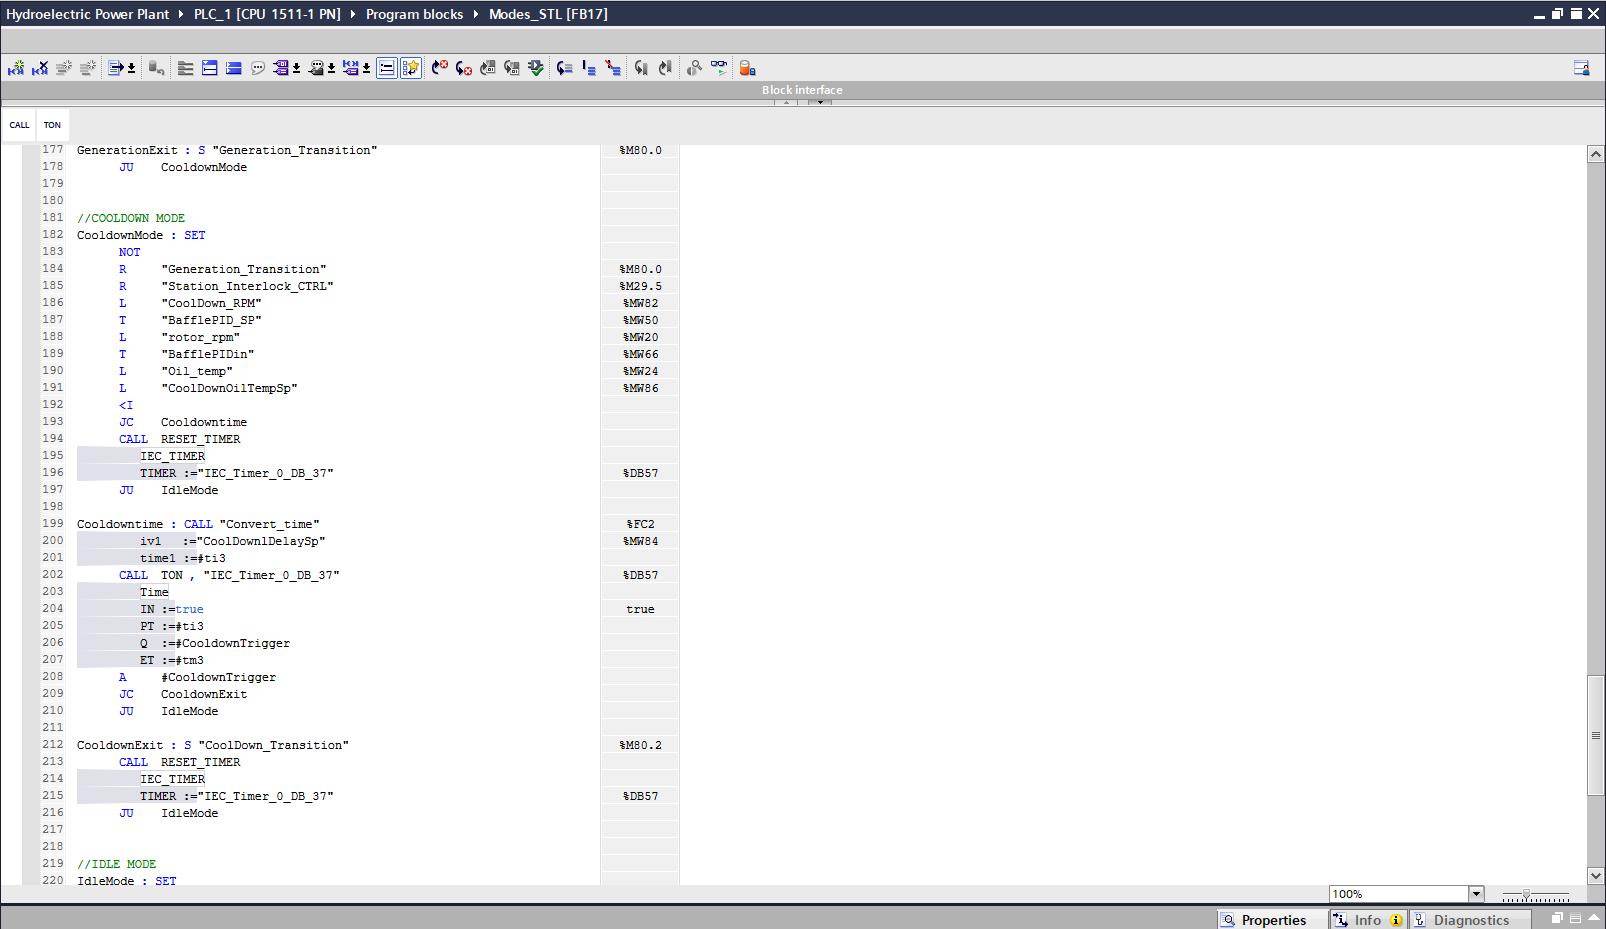 Hydroelectric Power Plant ▸ PLC_1 [CPU 1511-1 PN] ▸ Program blocks ▸ Modes_STL [FB17]
Block interface
CALL TON
177 GenerationExit : S "Generation_Transition" %M80.0
178 JU CooldownMode
179
180
181 //COOLDOWN MODE
182 CooldownMode : SET
183 NOT
184 R "Generation_Transition" %M80.0
185 R "Station_Interlock_CTRL" %M29.5
186 L "CoolDown_RPM" %MW82
187 T "BafflePID_SP" %MW50
188 L "rotor_rpm" %MW20
189 T "BafflePIDin" %MW66
190 L "Oil_temp" %MW24
191 L "CoolDownOilTempSp" %MW86
192 <I
193 JC Cooldowntime
194 CALL RESET_TIMER
195 IEC_TIMER
196 TIMER :="IEC_Timer_0_DB_37" %DB57
197 JU IdleMode
198
199 Cooldowntime : CALL "Convert_time" %FC2
200 iv1 :="CoolDownlDelaySp" %MW84
201 time1 :=#ti3
202 CALL TON , "IEC_Timer_0_DB_37" %DB57
203 Time
204 IN :=true true
205 PT :=#ti3
206 Q :=#CooldownTrigger
207 ET :=#tm3
208 A #CooldownTrigger
209 JC CooldownExit
210 JU IdleMode
211
212 CooldownExit : S "CoolDown_Transition" %M80.2
213 CALL RESET_TIMER
214 IEC_TIMER
215 TIMER :="IEC_Timer_0_DB_37" %DB57
216 JU IdleMode
217
218
219 //IDLE MODE
220 IdleMode : SET
100%
Properties Info Diagnostics